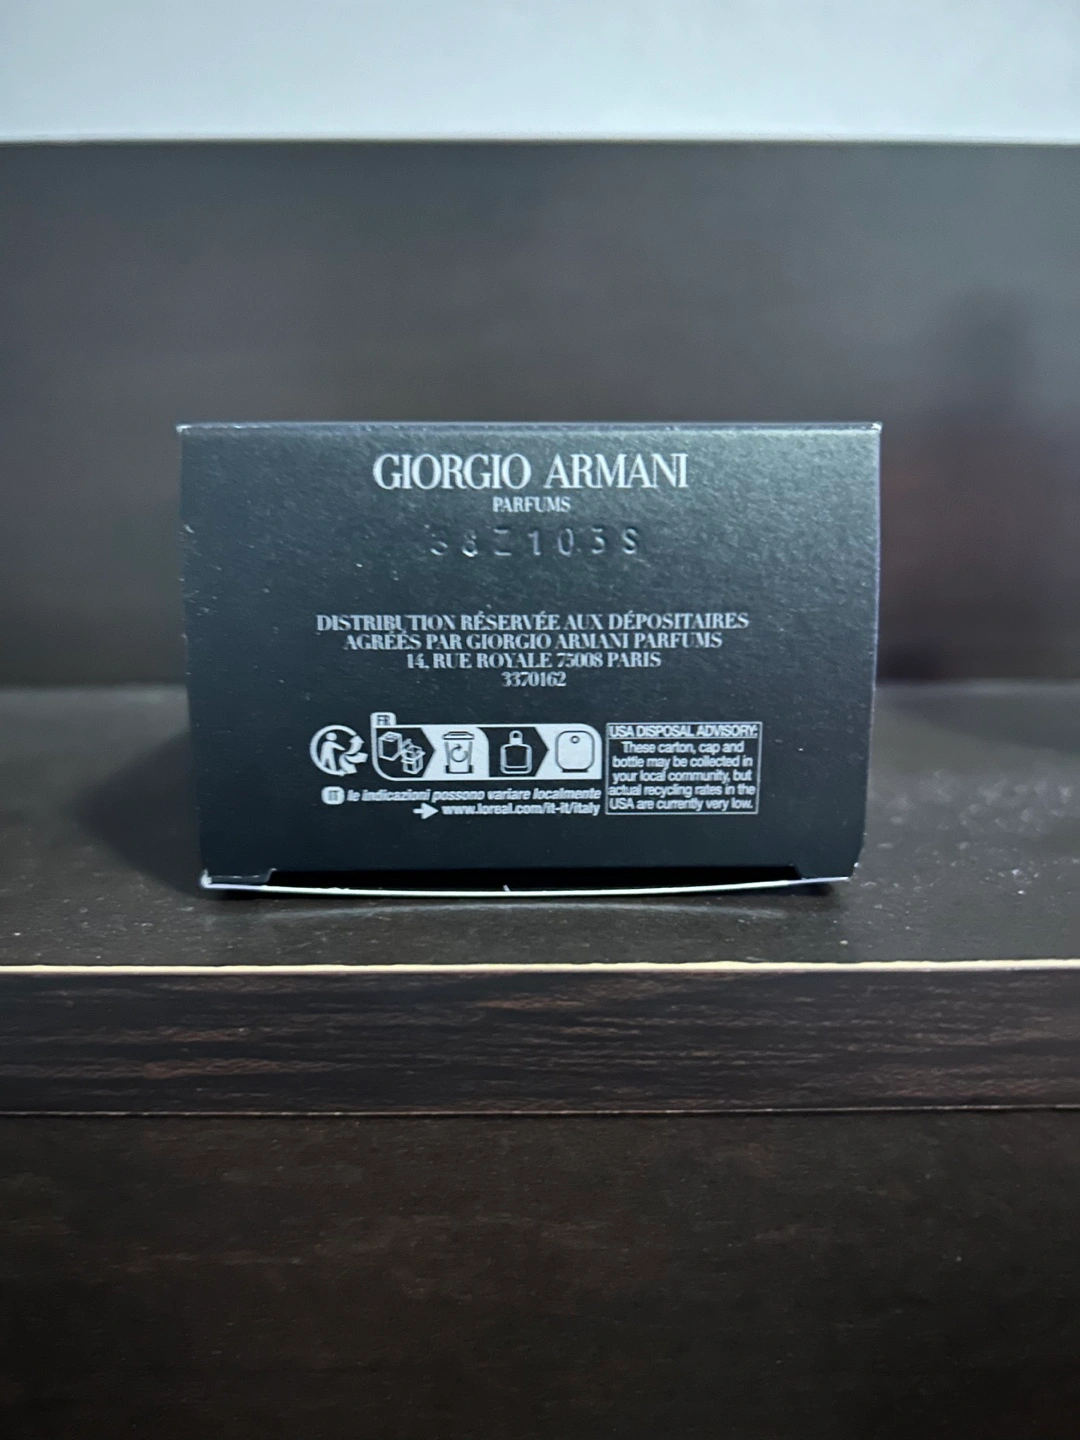 GIORGIO ARMANI
PARFUMS
38Z103S
DISTRIBUTION RÉSERVÉE AUX DÉPOSITAIRES
AGRÉÉS PAR GIORGIO ARMANI PARFUMS
14, RUE ROYALE 75008 PARIS
3370162
FR
IT le indicazioni possono variare localmente
www.loreal.com/it-it/italy
USA DISPOSAL ADVISORY:
These carton, cap and
bottle may be collected in
your local community, but
actual recycling rates in the
USA are currently very low.